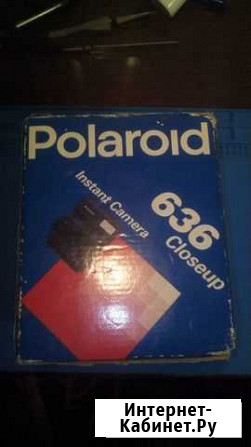 Polaroid
Instant Camera
636
Closeup
Интернет-
Кабинет.Ру